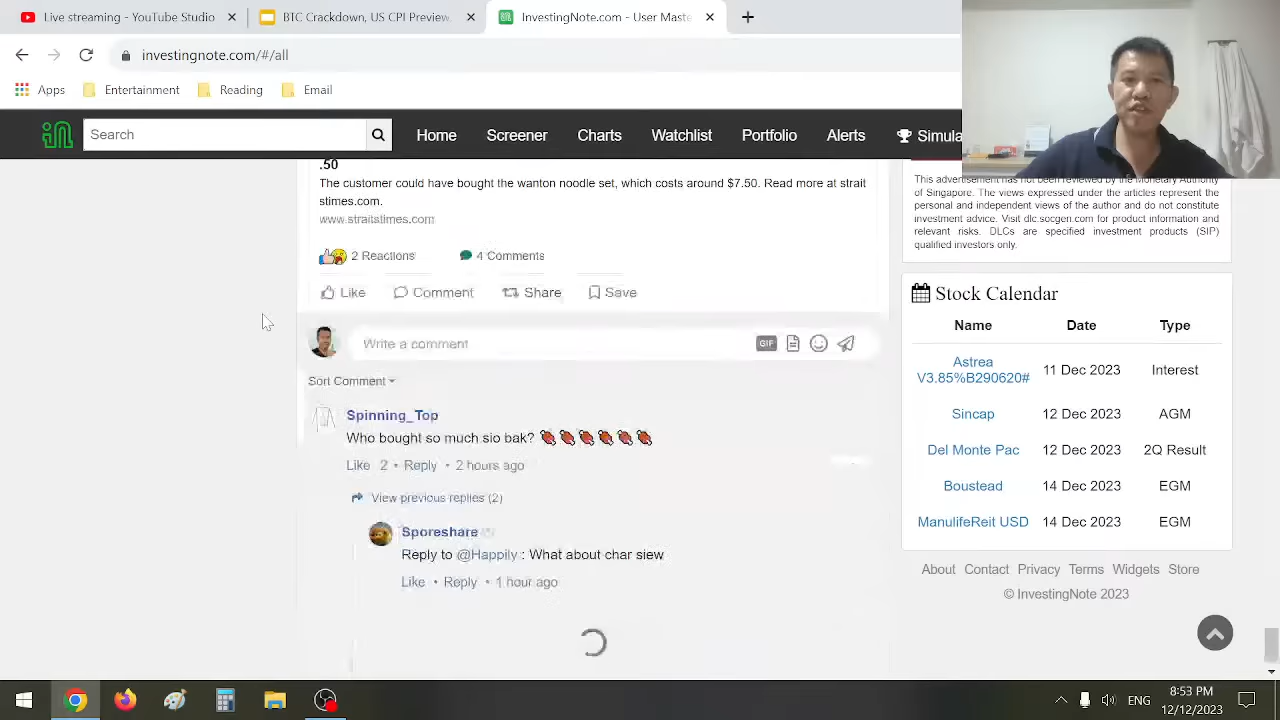 Live streaming - YouTube Studio
BTC Crackdown, US CPI Preview,
InvestingNote.com - User Maste
investingnote.com/#/all
Apps
Entertainment
Reading
Email
in
Search
Home
Screener
Charts
Watchlist
Portfolio
Alerts
Simula
.50
The customer could have bought the wanton noodle set, which costs around $7.50. Read more at strait
stimes.com.
www.straitstimes.com
2 Reactions
4 Comments
Like
Comment
Share
Save
Write a comment
GIF
Sort Comment
Spinning_Top
Who bought so much sio bak?
Like 2 • Reply • 2 hours ago
View previous replies (2)
Sporeshare
Reply to @Happily : What about char siew
Like • Reply • 1 hour ago
This advertisement has not been reviewed by the Monetary Authority
of Singapore. The views expressed under the articles represent the
personal and independent views of the author and do not constitute
investment advice. Visit dlc.socgen.com for product information and
relevant risks. DLCs are specified investment products (SIP)
qualified investors only.
Stock Calendar
Name Date Type
Astrea
V3.85%B290620# 11 Dec 2023 Interest
Sincap 12 Dec 2023 AGM
Del Monte Pac 12 Dec 2023 2Q Result
Boustead 14 Dec 2023 EGM
ManulifeReit USD 14 Dec 2023 EGM
About Contact Privacy Terms Widgets Store
© InvestingNote 2023
ENG
8:53 PM
12/12/2023